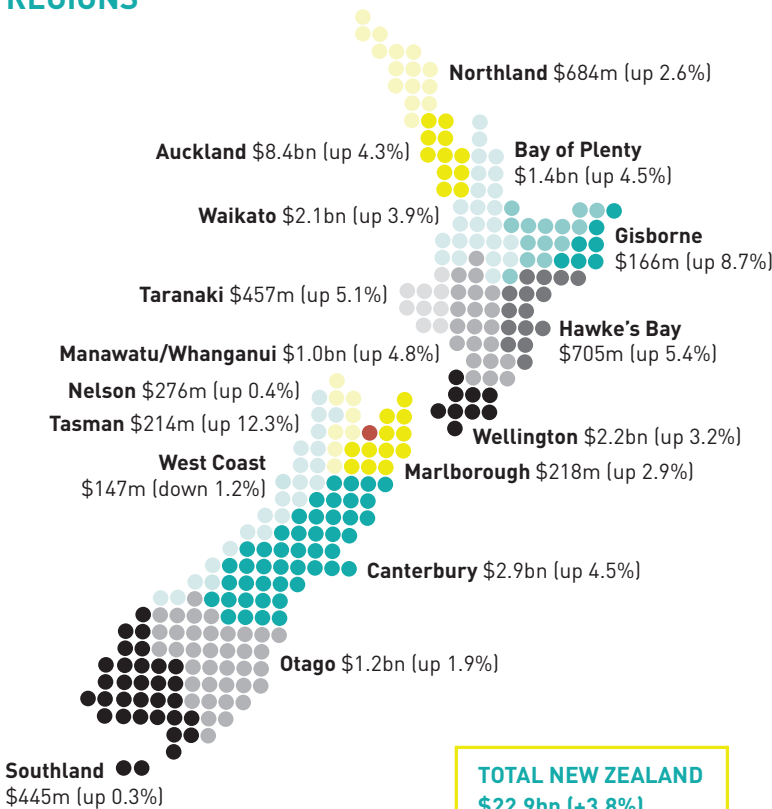 REGIONS
Northland $684m (up 2.6%)
Auckland $8.4bn (up 4.3%)
Bay of Plenty
$1.4bn (up 4.5%)
Waikato $2.1bn (up 3.9%)
Gisborne
$166m (up 8.7%)
Taranaki $457m (up 5.1%)
Hawke's Bay
$705m (up 5.4%)
Manawatu/Whanganui $1.0bn (up 4.8%)
Nelson $276m (up 0.4%)
Tasman $214m (up 12.3%)
Wellington $2.2bn (up 3.2%)
West Coast
$147m (down 1.2%)
Marlborough $218m (up 2.9%)
Canterbury $2.9bn (up 4.5%)
Otago $1.2bn (up 1.9%)
Southland
$445m (up 0.3%)
TOTAL NEW ZEALAND
$22.9bn (+3.8%)